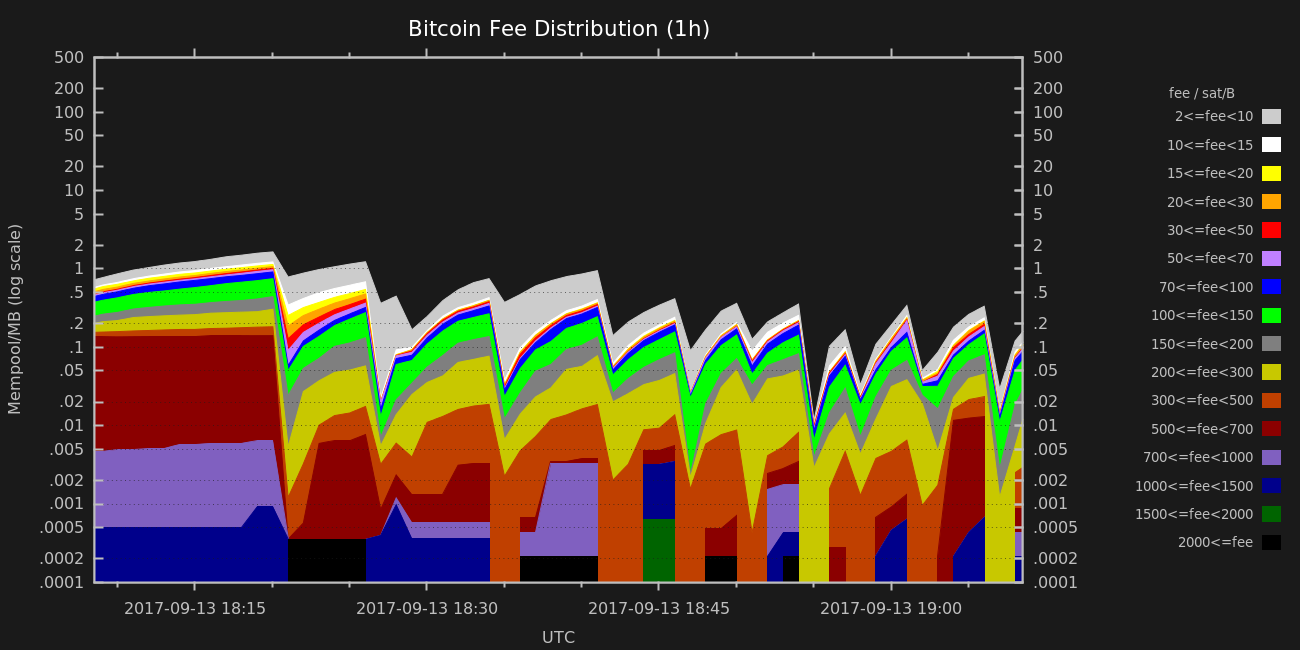 Bitcoin Fee Distribution (1h)
500 500
200 200
100 100
50 50
20 20
10 10
5 5
2 2
1 1
.5 .5
.2 .2
.1 .1
.05 .05
.02 .02
.01 .01
.005 .005
.002 .002
.001 .001
.0005 .0005
.0002 .0002
.0001 .0001
Mempool/MB (log scale)
2017-09-13 18:15 2017-09-13 18:30 2017-09-13 18:45 2017-09-13 19:00
UTC
fee / sat/B
2<=fee<10
10<=fee<15
15<=fee<20
20<=fee<30
30<=fee<50
50<=fee<70
70<=fee<100
100<=fee<150
150<=fee<200
200<=fee<300
300<=fee<500
500<=fee<700
700<=fee<1000
1000<=fee<1500
1500<=fee<2000
2000<=fee